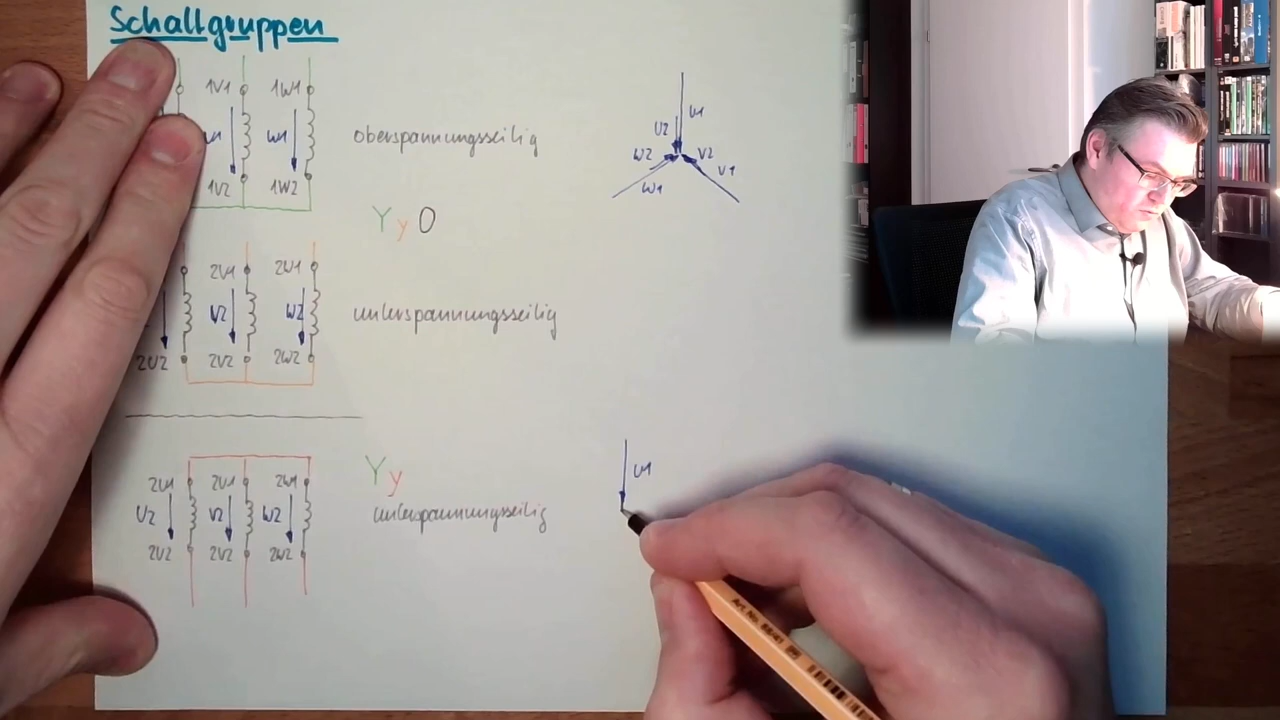 Schaltgruppen
1V1 1W1
W1
1V2 1W2
oberspannungsseitig
U1
U2
W2 V2
W1 V1
Yy0
2V1 2W1
V2 W2
2U2 2V2 2W2
unterspannungsseitig
Yy
2U1 2V1 2W1
U2 V2 W2
2U2 2V2 2W2
unterspannungsseitig
U1